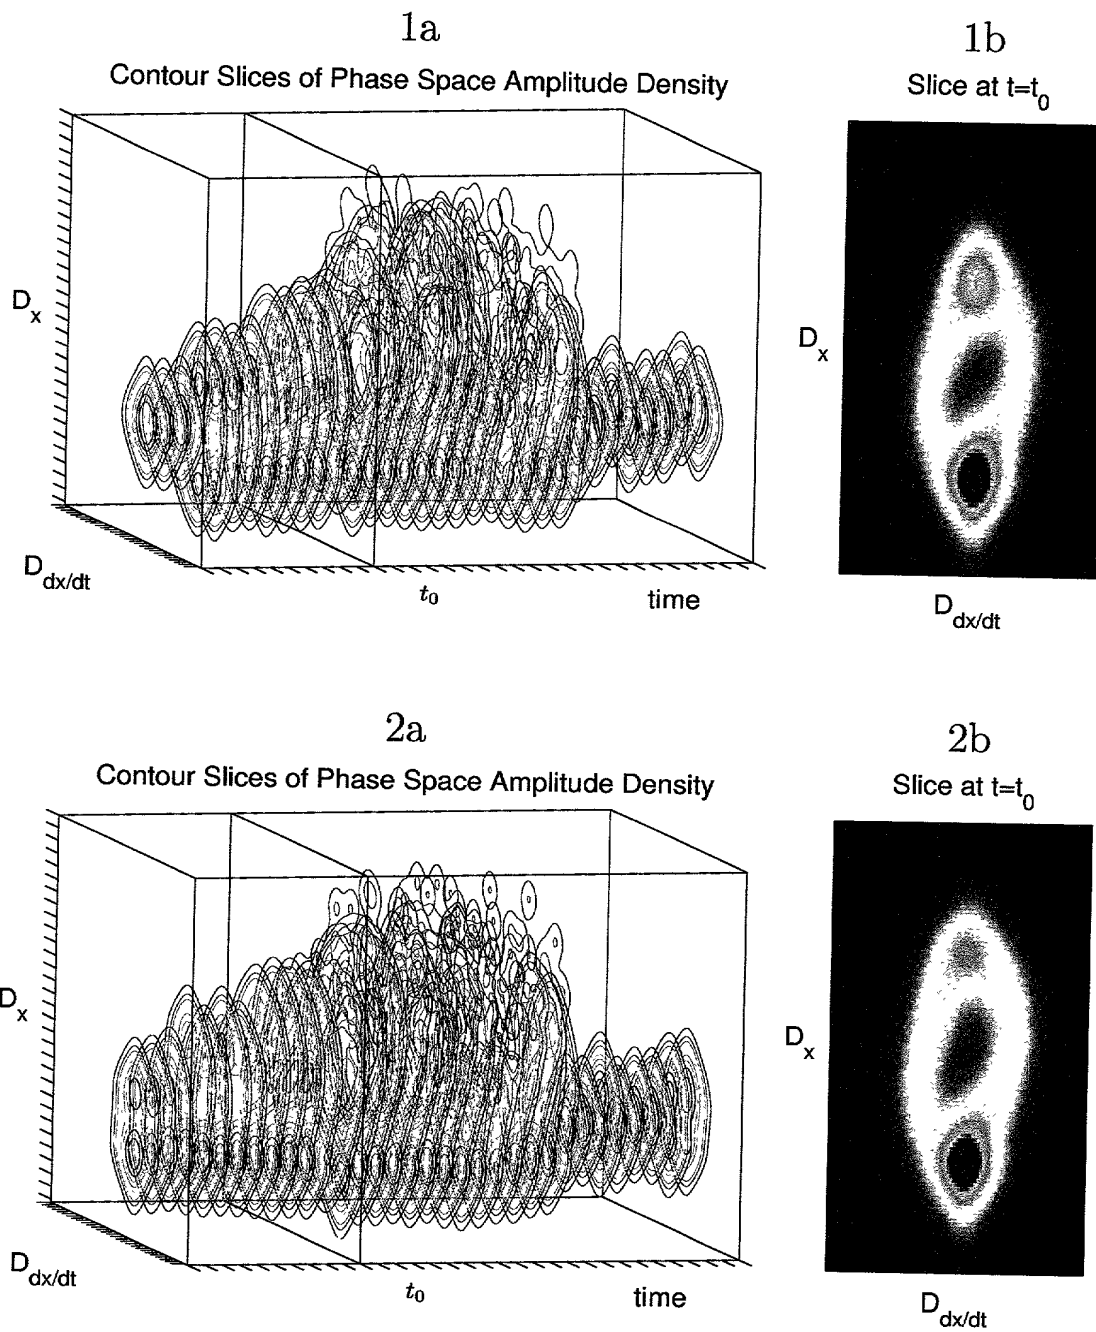 1a
Contour Slices of Phase Space Amplitude Density
D_x
D_dx/dt
t_0
time
1b
Slice at t=t_0
D_x
D_dx/dt
2a
Contour Slices of Phase Space Amplitude Density
D_x
D_dx/dt
t_0
time
2b
Slice at t=t_0
D_x
D_dx/dt